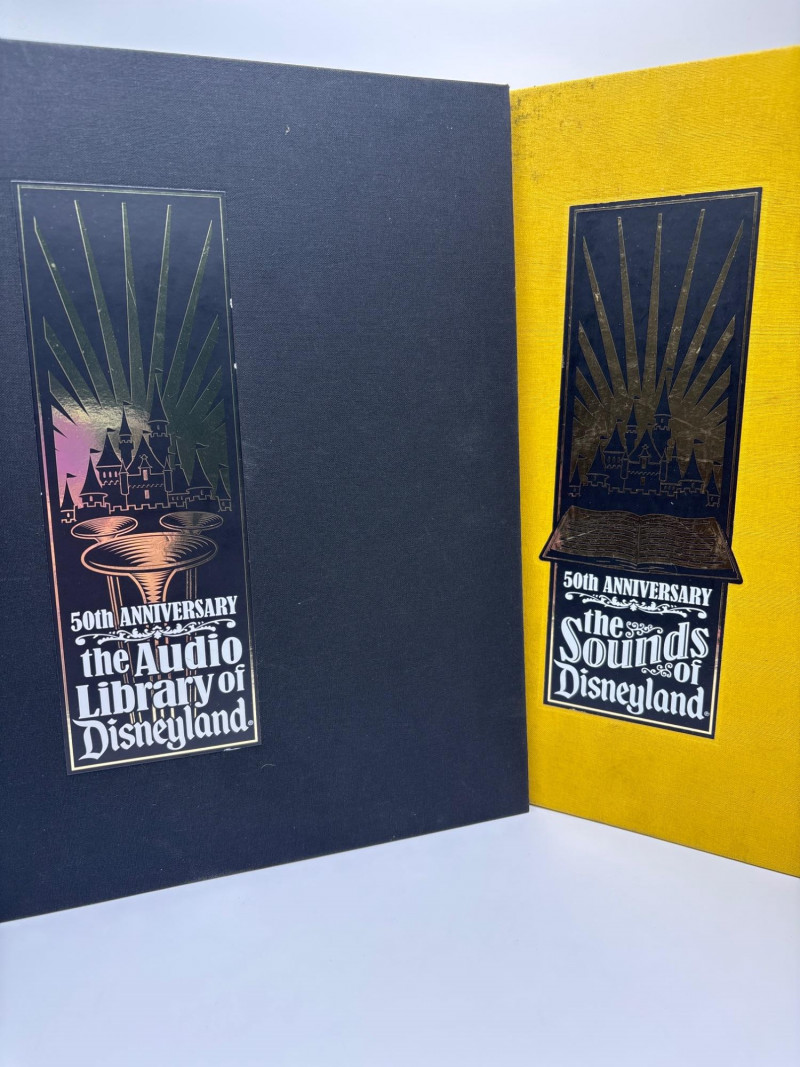 50th ANNIVERSARY
the Audio
Library of
Disneyland®
50th ANNIVERSARY
the
Sounds
of
Disneyland®